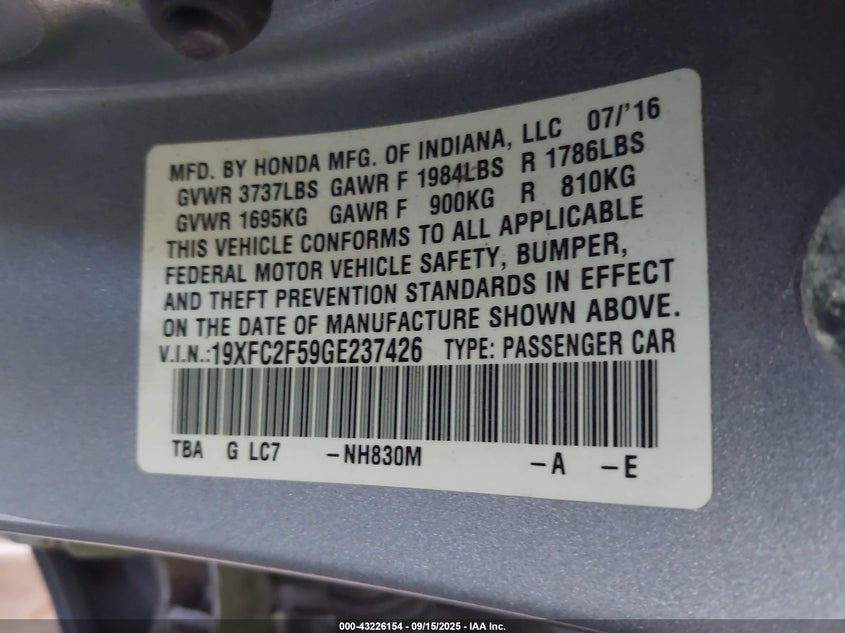 MFD. BY HONDA MFG. OF INDIANA, LLC 07/'16
GVWR 3737LBS GAWR F 1984LBS R 1786LBS
GVWR 1695KG GAWR F 900KG R 810KG
THIS VEHICLE CONFORMS TO ALL APPLICABLE
FEDERAL MOTOR VEHICLE SAFETY, BUMPER,
AND THEFT PREVENTION STANDARDS IN EFFECT
ON THE DATE OF MANUFACTURE SHOWN ABOVE.
V.I.N.:19XFC2F59GE237426 TYPE: PASSENGER CAR
TBA G LC7 -NH830M -A -E
000-43226154 - 09/15/2025 - IAA Inc.